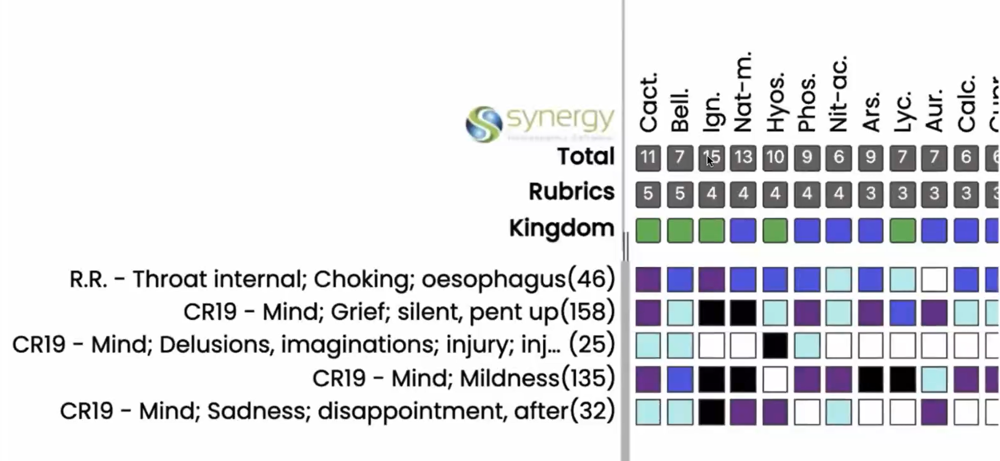 Cact. Bell. Ign. Nat-m. Hyos. Phos. Nit-ac. Ars. Lyc. Aur. Calc.
synergy
Total 11 7 15 13 10 9 6 9 7 7 6 6
Rubrics 5 5 4 4 4 4 4 3 3 3 3 3
Kingdom
R.R. - Throat internal; Choking; oesophagus(46)
CR19 - Mind; Grief; silent, pent up(158)
CR19 - Mind; Delusions, imaginations; injury; inj... (25)
CR19 - Mind; Mildness(135)
CR19 - Mind; Sadness; disappointment, after(32)